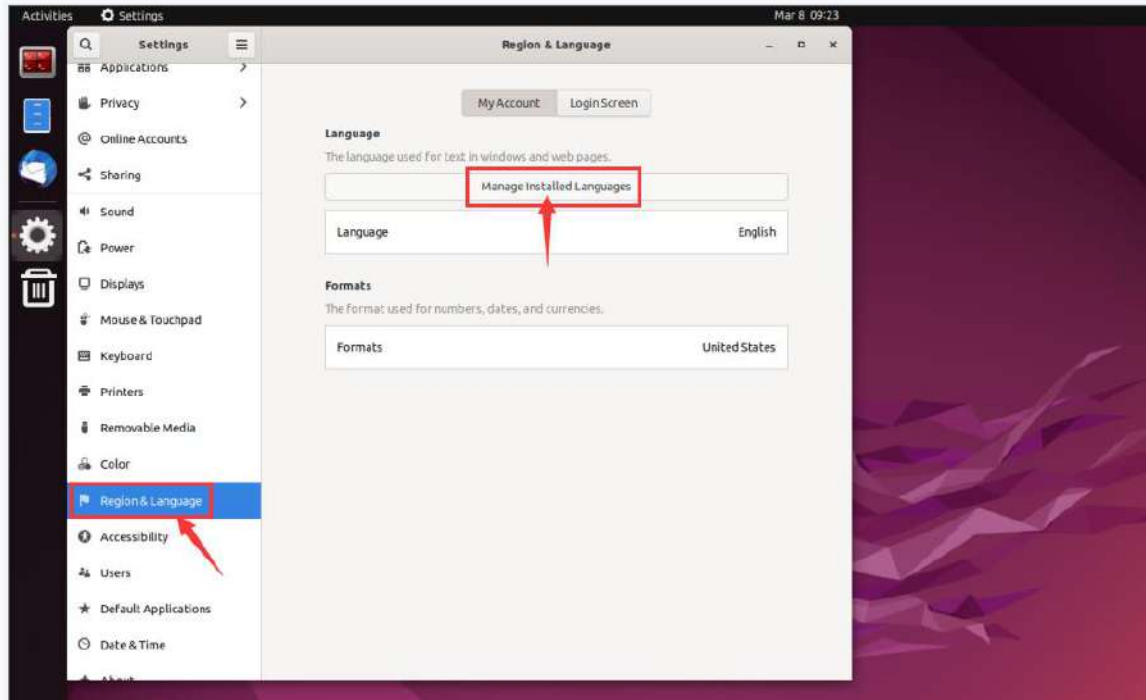 Activities Settings Mar 8 09:23
Settings Region & Language
Applications
Privacy
Online Accounts
Sharing
Sound
Power
Displays
Mouse & Touchpad
Keyboard
Printers
Removable Media
Color
Region & Language
Accessibility
Users
Default Applications
Date & Time
About
My Account Login Screen
Language
The language used for text in windows and web pages.
Manage Installed Languages
Language English
Formats
The format used for numbers, dates, and currencies.
Formats United States